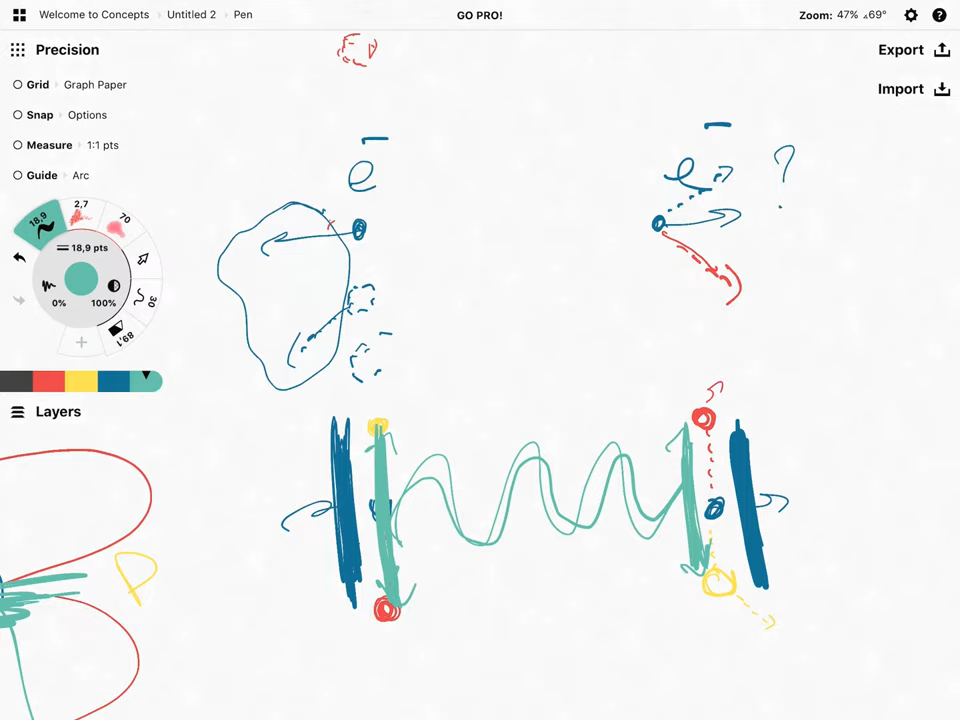 Welcome to Concepts › Untitled 2 › Pen
GO PRO!
Zoom: 47% ⊿69°
Precision
Export
Import
Grid › Graph Paper
Snap › Options
Measure › 1:1 pts
Guide › Arc
18,9
2,7
70
30
89,1
18,9 pts
0%
100%
Layers
e
e
?
P